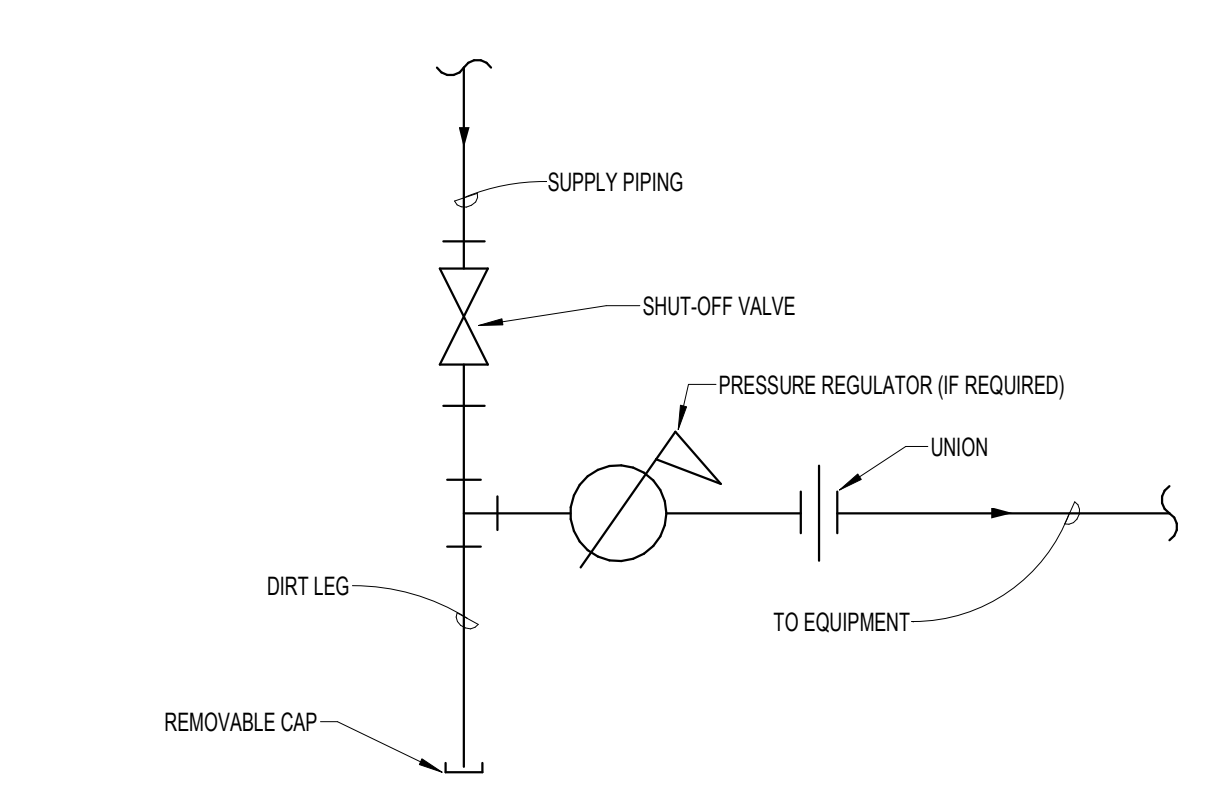 SUPPLY PIPING
SHUT-OFF VALVE
PRESSURE REGULATOR (IF REQUIRED)
UNION
DIRT LEG
TO EQUIPMENT
REMOVABLE CAP